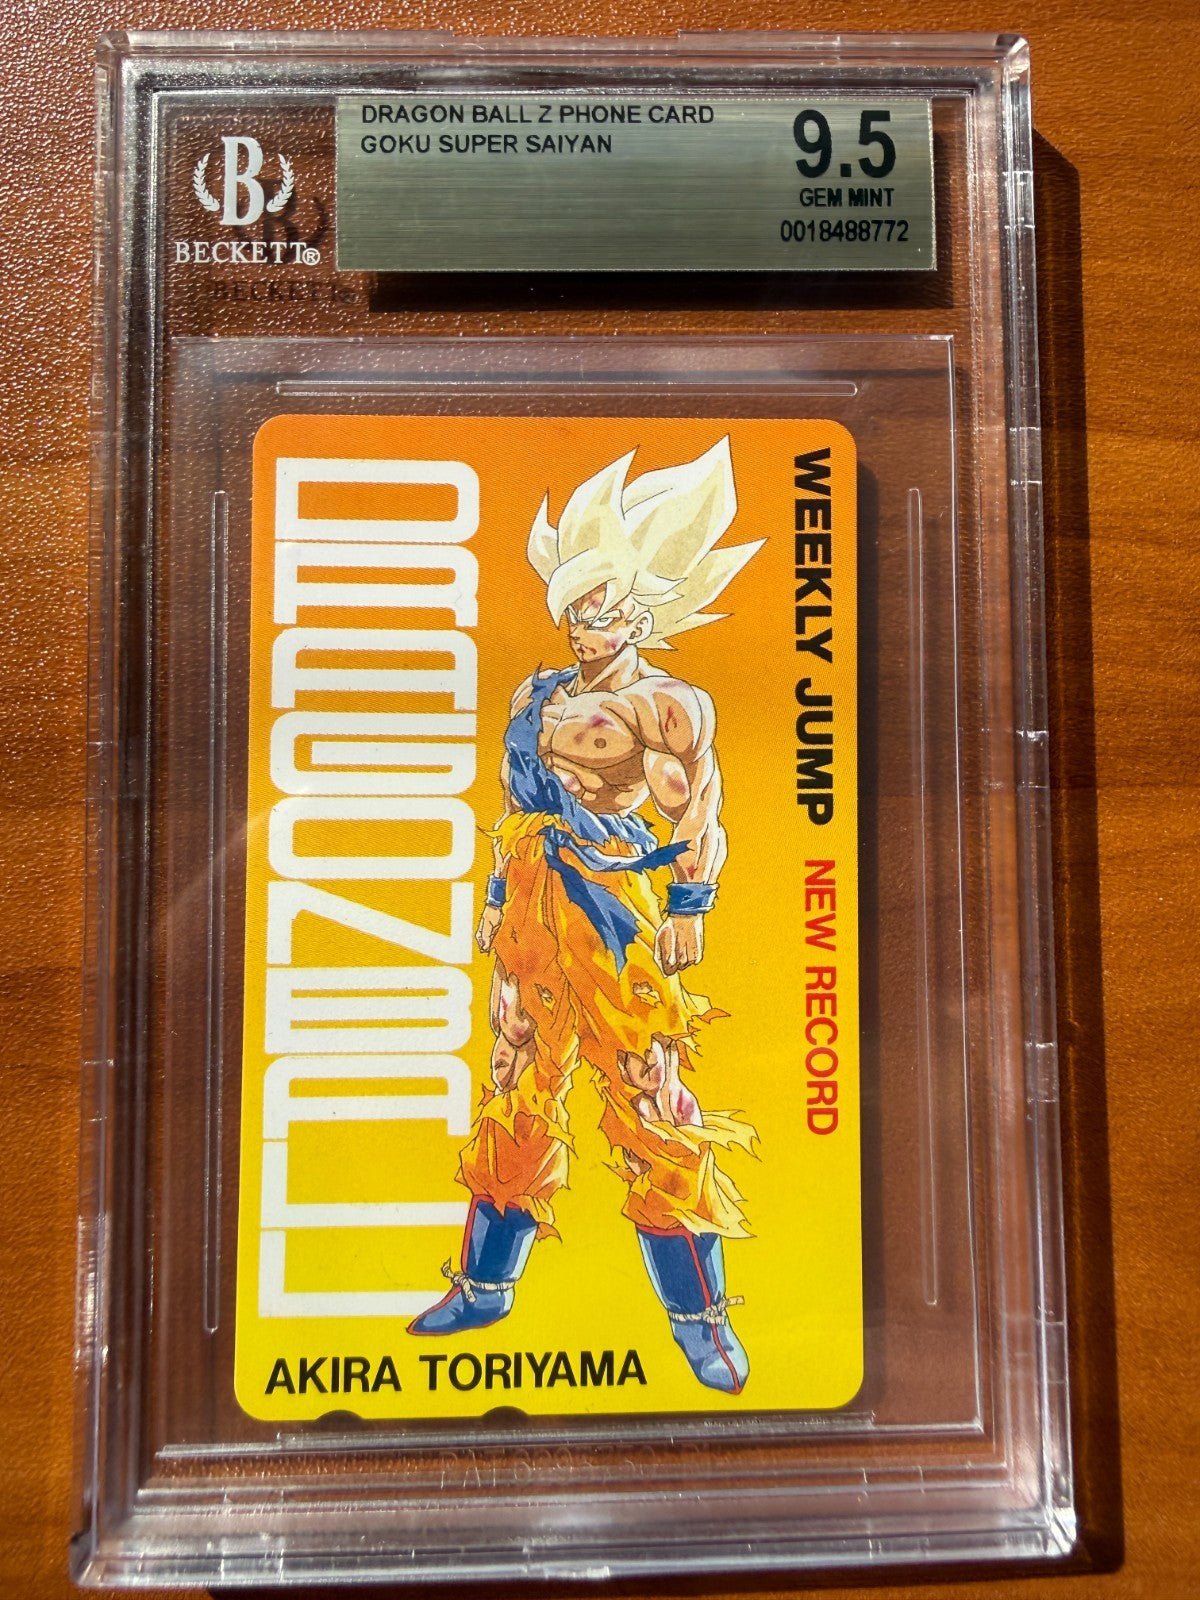 DRAGON BALL Z PHONE CARD
GOKU SUPER SAIYAN
9.5
GEM MINT
0018488772
B
BECKETT®
DRAGON BALL
WEEKLY JUMP NEW RECORD
AKIRA TORIYAMA